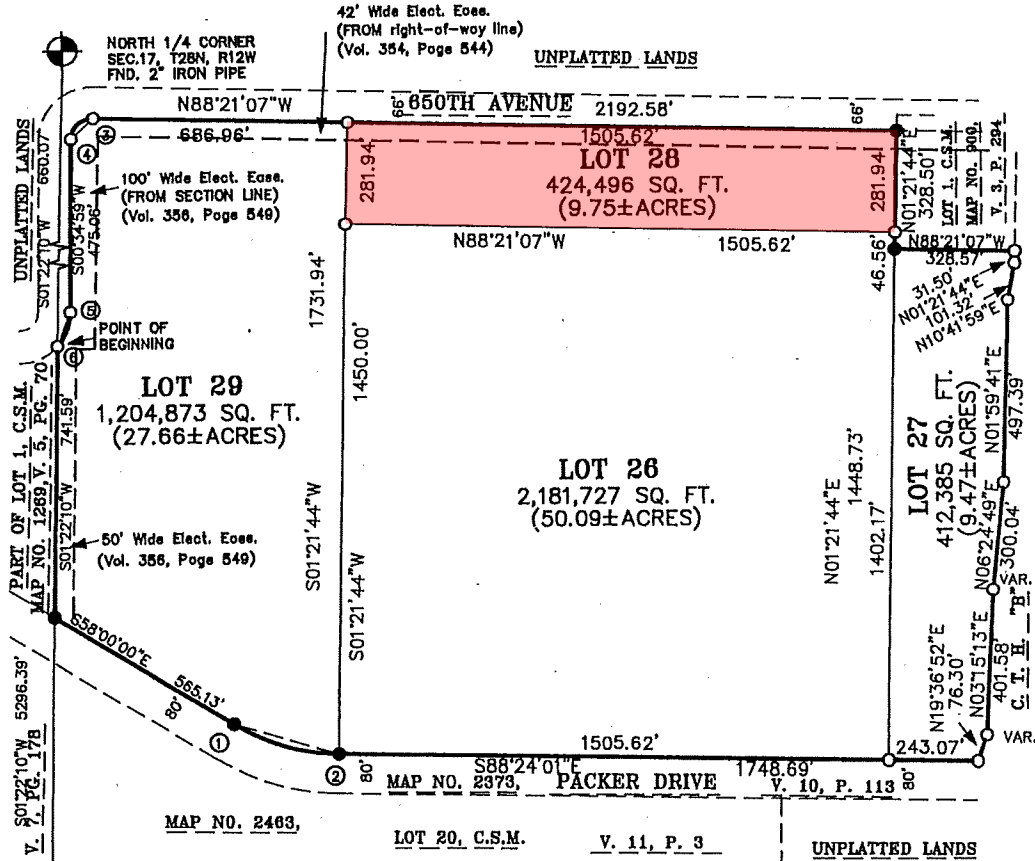 42' Wide Elect. Ease.
(FROM right-of-way line)
(Vol. 354, Page 544)
UNPLATTED LANDS
NORTH 1/4 CORNER
SEC.17, T28N, R12W
FND. 2" IRON PIPE
N88°21'07"W
66'
650TH AVENUE
2192.58'
66'
686.96'
1505.62'
LOT 28
424,496 SQ. FT.
(9.75±ACRES)
281.94'
281.94'
N01°21'44"E
328.50'
LOT 1, C.S.M.
MAP NO. 900,
V. 3, P. 294
N88°21'07"W
1505.62'
46.56'
N88°21'07"W
328.57'
31.50'
N01°21'44"E
101.32'
N10°41'59"E
UNPLATTED LANDS
660.07'
S01°22'10"W
S00°34'59"W
475.06'
3
4
5
6
100' Wide Elect. Ease.
(FROM SECTION LINE)
(Vol. 356, Page 549)
POINT OF
BEGINNING
1731.94'
1450.00'
LOT 29
1,204,873 SQ. FT.
(27.66±ACRES)
PART OF LOT 1, C.S.M.
MAP NO. 1289, V. 5, PG. 70
741.59'
S01°22'10"W
50' Wide Elect. Ease.
(Vol. 356, Page 549)
S01°21'44"W
S01°21'44"W
LOT 26
2,181,727 SQ. FT.
(50.09±ACRES)
N01°21'44"E
1448.73'
1402.17'
LOT 27
412,385 SQ. FT.
(9.47±ACRES)
N01°59'41"E
497.39'
N06°24'49"E
300.04'
VAR.
N03°15'13"E
401.58'
C. T. H. "B"
N19°36'52"E
76.30'
VAR.
S58°00'00"E
565.13'
80'
1
2
80'
1505.62'
S88°24'01"E
1748.69'
243.07'
80'
MAP NO. 2373,
PACKER DRIVE
V. 10, P. 113
S01°22'10"W 5296.39'
V. 7, PG. 178
MAP NO. 2463,
LOT 20, C.S.M.
V. 11, P. 3
UNPLATTED LANDS